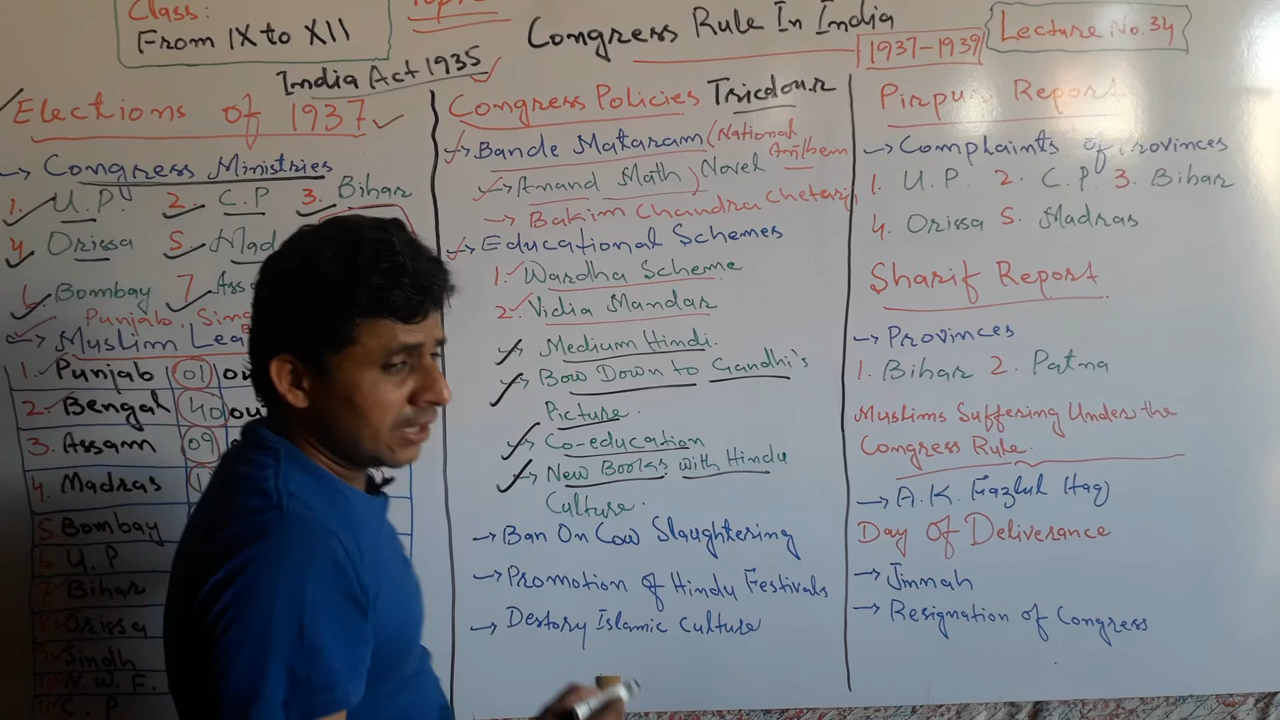 Class:
From IX to XII
Topic
Congress Rule In India
1937-1939
Lecture No. 34
India Act 1935
Elections of 1937
→ Congress Ministries
1. U.P 2. C.P 3. Bihar
4 Orissa 5. Mad
6. Bombay 7 Ass
Punjab. Sin
→ Muslim Lea
1. Punjab 01 ou
2. Bengal 40 ou
3. Assam 09
4. Madras 1
5. Bombay
6 U.P
7 Bihar
Orissa
Sindh
N.W.F.
C.P
Congress Policies Tricolour
→ Bande Mataram (National Anthem
→ Anand Math) Novel
→ Bakim Chandra
→ Educational Schemes
1. Wardha Scheme
2. Vidia Mandar
Medium Hindi.
Bow Down to Gandhi's
Picture.
Co-education
New Books with Hindu
Culture.
→ Ban On Cow Slaughtering
→ Promotion of Hindu Festivals
→ Destory Islamic Culture
Pirpur Report
→ Complaints of Provinces
1. U.P. 2. C.P 3. Bihar
4. Orissa 5. Madras
Sharif Report
→ Provinces
1. Bihar 2. Patna
Muslims Suffering Under the
Congress Rule.
→ A.K. Fazlul Haq
Day Of Deliverance
→ Jinnah
→ Resignation of Congress